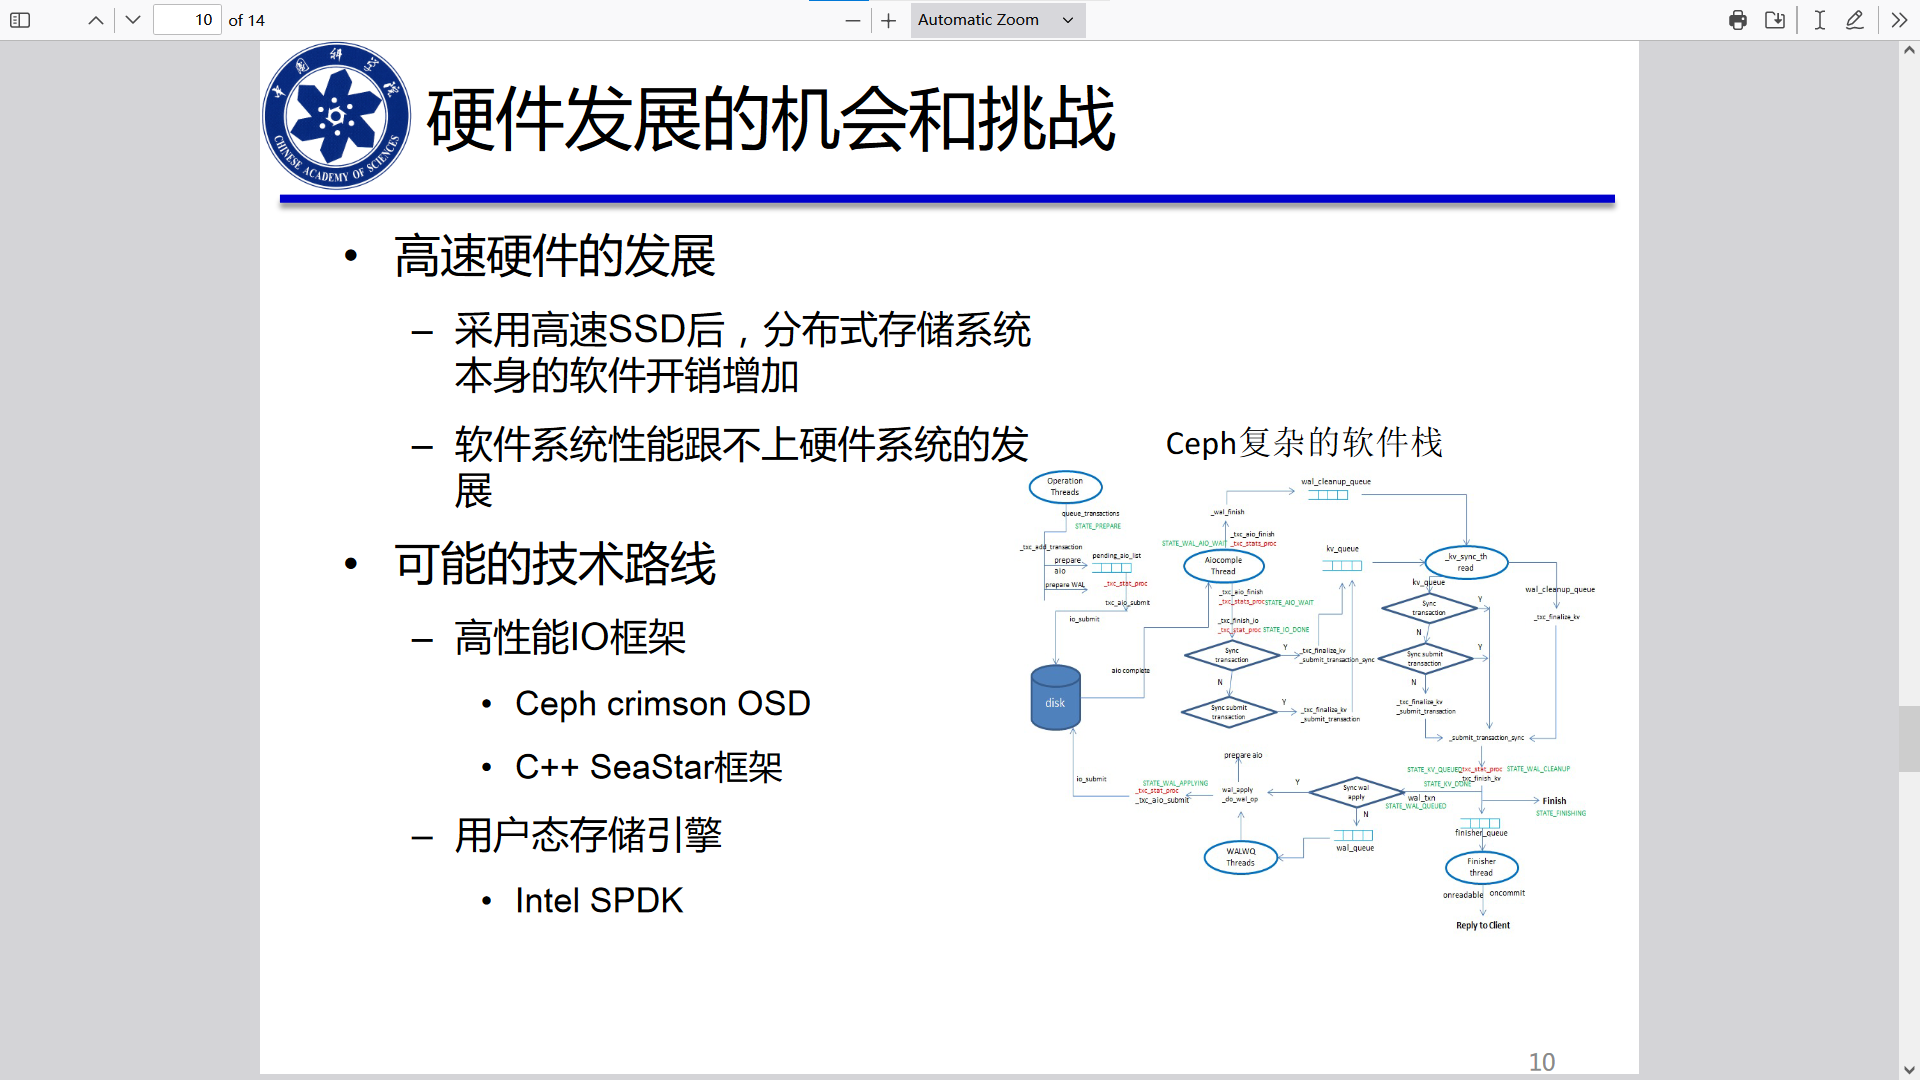 10 of 14
Automatic Zoom
中国科学院
CHINESE ACADEMY OF SCIENCES
硬件发展的机会和挑战
• 高速硬件的发展
– 采用高速SSD后，分布式存储系统
本身的软件开销增加
– 软件系统性能跟不上硬件系统的发
展
• 可能的技术路线
– 高性能IO框架
• Ceph crimson OSD
• C++ SeaStar框架
– 用户态存储引擎
• Intel SPDK
Ceph复杂的软件栈
Operation
Threads
queue_transactions
STATE_PREPARE
_txc_add_transaction
prepare
aio
prepare WAL
pending_aio_list
_txc_stat_proc
txc_aio_submit
io_submit
disk
aio complete
wal_cleanup_queue
_wal_finish
_txc_aio_finish
STATE_WAL_AIO_WAIT
_txc_stats_proc
Aiocomple
Thread
_txc_aio_finish
_txc_stats_proc
STATE_AIO_WAIT
_txc_finish_io
_txc_stat_proc
STATE_IO_DONE
Sync
transaction
Y
_txc_finalize_kv
_submit_transaction_sync
N
Sync submit
transaction
Y
_txc_finalize_kv
_submit_transaction
kv_queue
_kv_sync_th
read
kv_queue
Sync
transaction
Y
N
Sync submit
transaction
Y
N
_txc_finalize_kv
_submit_transaction
wal_cleanup_queue
_txc_finalize_kv
_submit_transaction_sync
STATE_KV_QUEUED
txc_stat_proc
STATE_WAL_CLEANUP
_txc_finish_kv
STATE_KV_DONE
wal_txn
STATE_WAL_QUEUED
Finish
STATE_FINISHING
finisher_queue
Finisher
thread
onreadable
oncommit
Reply to Client
prepare aio
io_submit
STATE_WAL_APPLYING
_txc_stat_proc
_txc_aio_submit
wal_apply
_do_wal_op
Y
Sync wal
apply
N
wal_queue
WALWQ
Threads
10